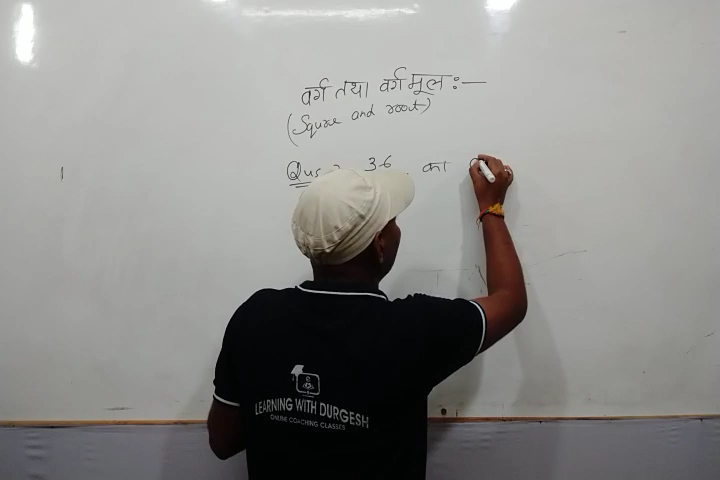 वर्ग तथा वर्गमूल :—
(Square and root)
Qus 36 का
LEARNING WITH DURGESH
ONLINE COACHING CLASSES